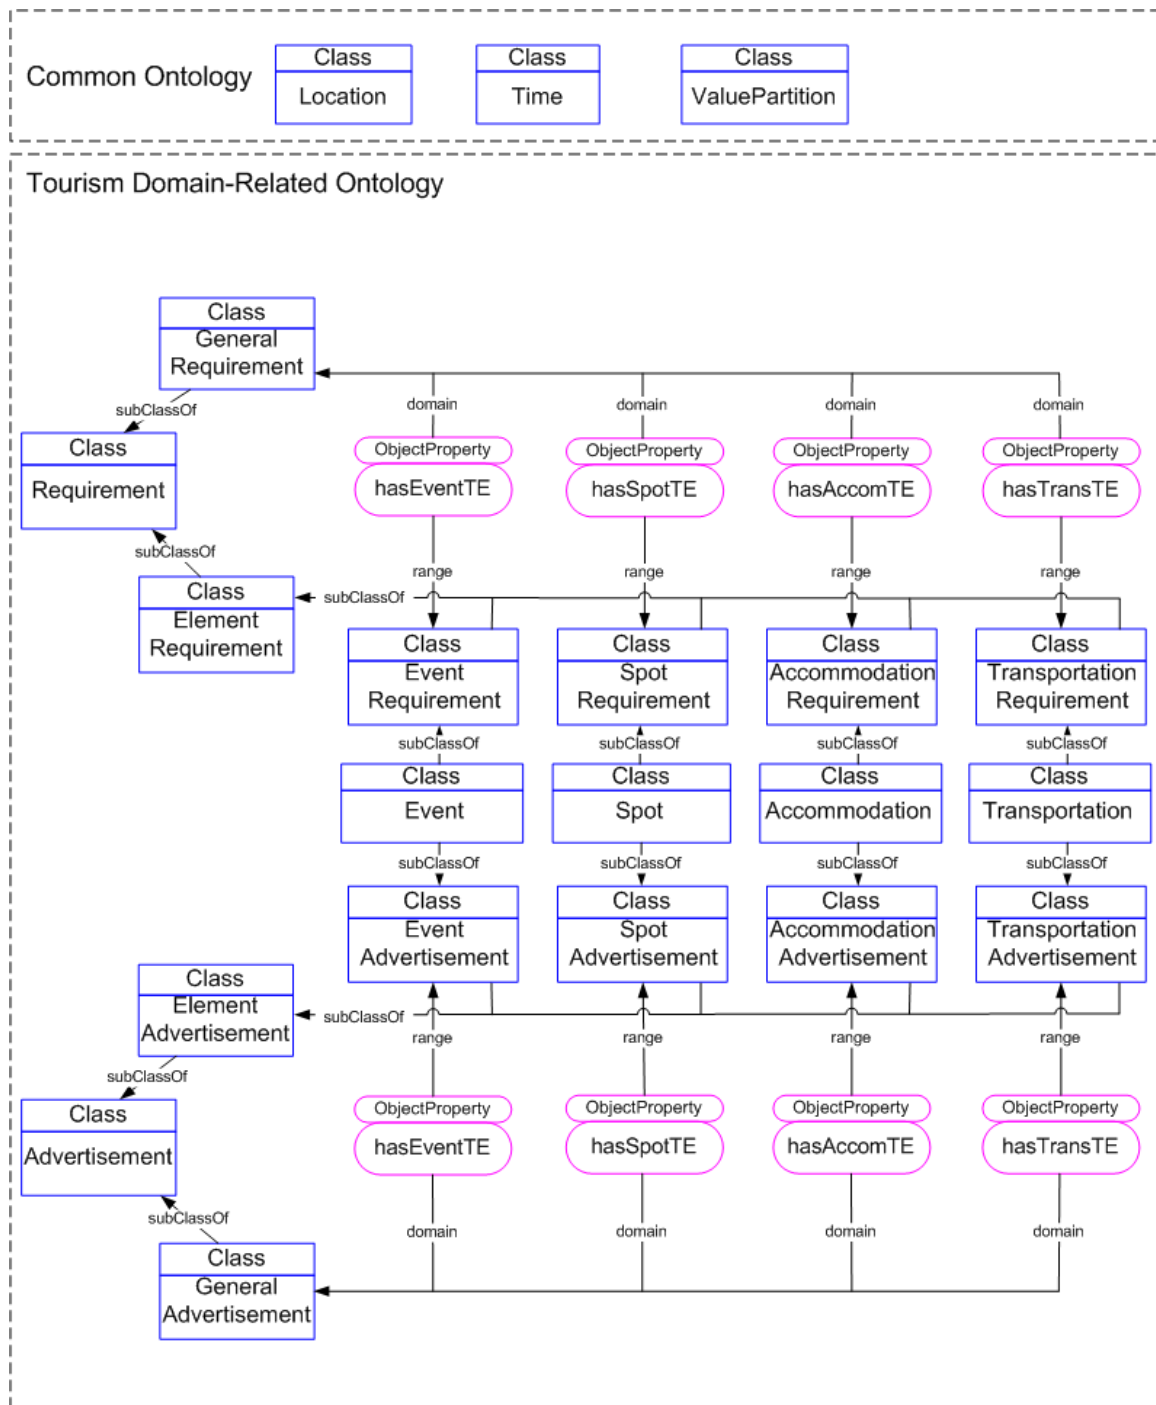 Common Ontology
Class
Location
Class
Time
Class
ValuePartition
Tourism Domain-Related Ontology
Class
General
Requirement
subClassOf
Class
Requirement
subClassOf
Class
Element
Requirement
domain
domain
domain
domain
ObjectProperty
hasEventTE
ObjectProperty
hasSpotTE
ObjectProperty
hasAccomTE
ObjectProperty
hasTransTE
range
range
range
range
subClassOf
Class
Event
Requirement
Class
Spot
Requirement
Class
Accommodation
Requirement
Class
Transportation
Requirement
subClassOf
subClassOf
subClassOf
subClassOf
Class
Event
Class
Spot
Class
Accommodation
Class
Transportation
subClassOf
subClassOf
subClassOf
subClassOf
Class
Event
Advertisement
Class
Spot
Advertisement
Class
Accommodation
Advertisement
Class
Transportation
Advertisement
Class
Element
Advertisement
subClassOf
range
range
range
range
subClassOf
Class
Advertisement
subClassOf
ObjectProperty
hasEventTE
ObjectProperty
hasSpotTE
ObjectProperty
hasAccomTE
ObjectProperty
hasTransTE
domain
domain
domain
domain
Class
General
Advertisement